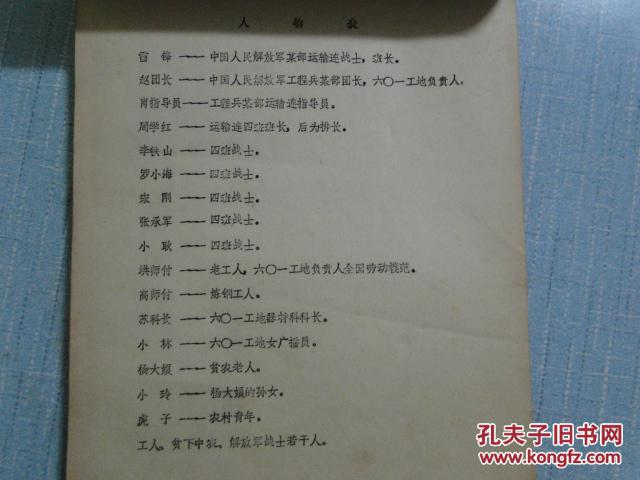 人 物 表
雷 锋——中国人民解放军某部运输连战士，班长。
赵团长——中国人民解放军工程兵某部团长，六〇一工地负责人。
肖指导员——工程兵某部运输连指导员。
周学红——运输连四班班长，后为排长。
李铁山——四班战士。
罗小海——四班战士。
宋 刚——四班战士。
张承军——四班战士。
小 耿——四班战士。
洪师付——老工人，六〇一工地负责人全国劳动模范。
高师付——炼钢工人。
苏科长——六〇一工地器材科科长。
小 林——六〇一工地女广播员。
杨大娘——贫农老人。
小 玲——杨大娘的孙女。
虎 子——农村青年。
工人、贫下中农、解放军战士若干人。
孔夫子旧书网
www.kongfz.com